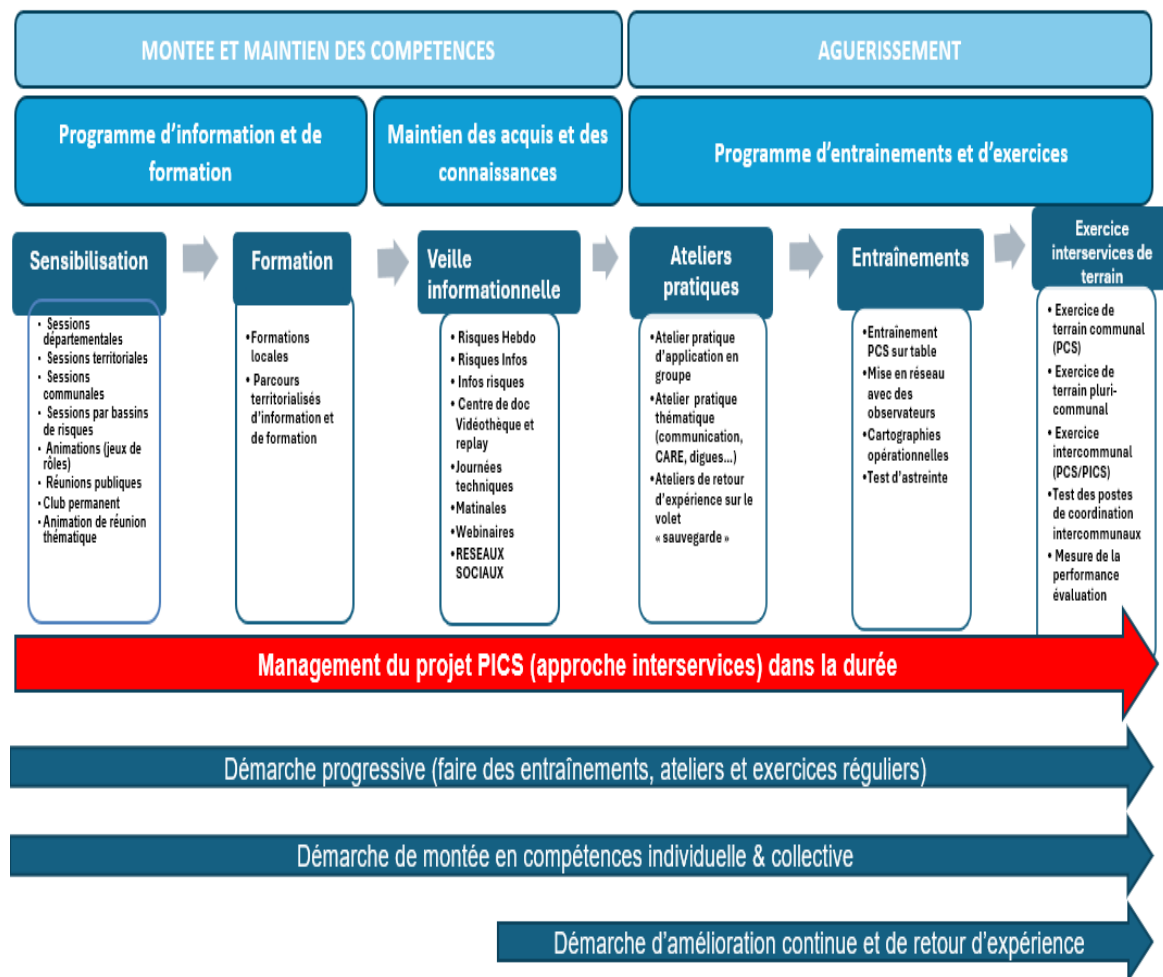 MONTEE ET MAINTIEN DES COMPETENCES
AGUERISSEMENT
Programme d’information et de
formation
Maintien des acquis et des
connaissances
Programme d’entrainements et d’exercices
Sensibilisation
• Sessions
départementales
• Sessions territoriales
• Sessions
communales
• Sessions par bassins
de risques
• Animations (jeux de
rôles)
• Réunions publiques
• Club permanent
• Animation de réunion
thématique
Formation
•Formations
locales
• Parcours
territorialisés
d’information et
de formation
Veille
informationnelle
• Risques Hebdo
• Risques Infos
• Infos risques
• Centre de doc
Vidéothèque et
replay
•Journées
techniques
•Matinales
•Webinaires
•RESEAUX
SOCIAUX
Ateliers
pratiques
•Atelier pratique
d’application en
groupe
•Atelier pratique
thématique
(communication,
CARE, digues...)
•Ateliers de retour
d’expérience sur le
volet
« sauvegarde »
Entraînements
•Entraînement
PCS sur table
•Mise en réseau
avec des
observateurs
•Cartographies
opérationnelles
•Test d’astreinte
Exercice
interservices de
terrain
• Exercice de
terrain communal
(PCS)
• Exercice de
terrain pluri-
communal
• Exercice
intercommunal
(PCS/PICS)
•Test des postes
de coordination
intercommunaux
• Mesure de la
performance
évaluation
Management du projet PICS (approche interservices) dans la durée
Démarche progressive (faire des entraînements, ateliers et exercices réguliers)
Démarche de montée en compétences individuelle & collective
Démarche d’amélioration continue et de retour d’expérience